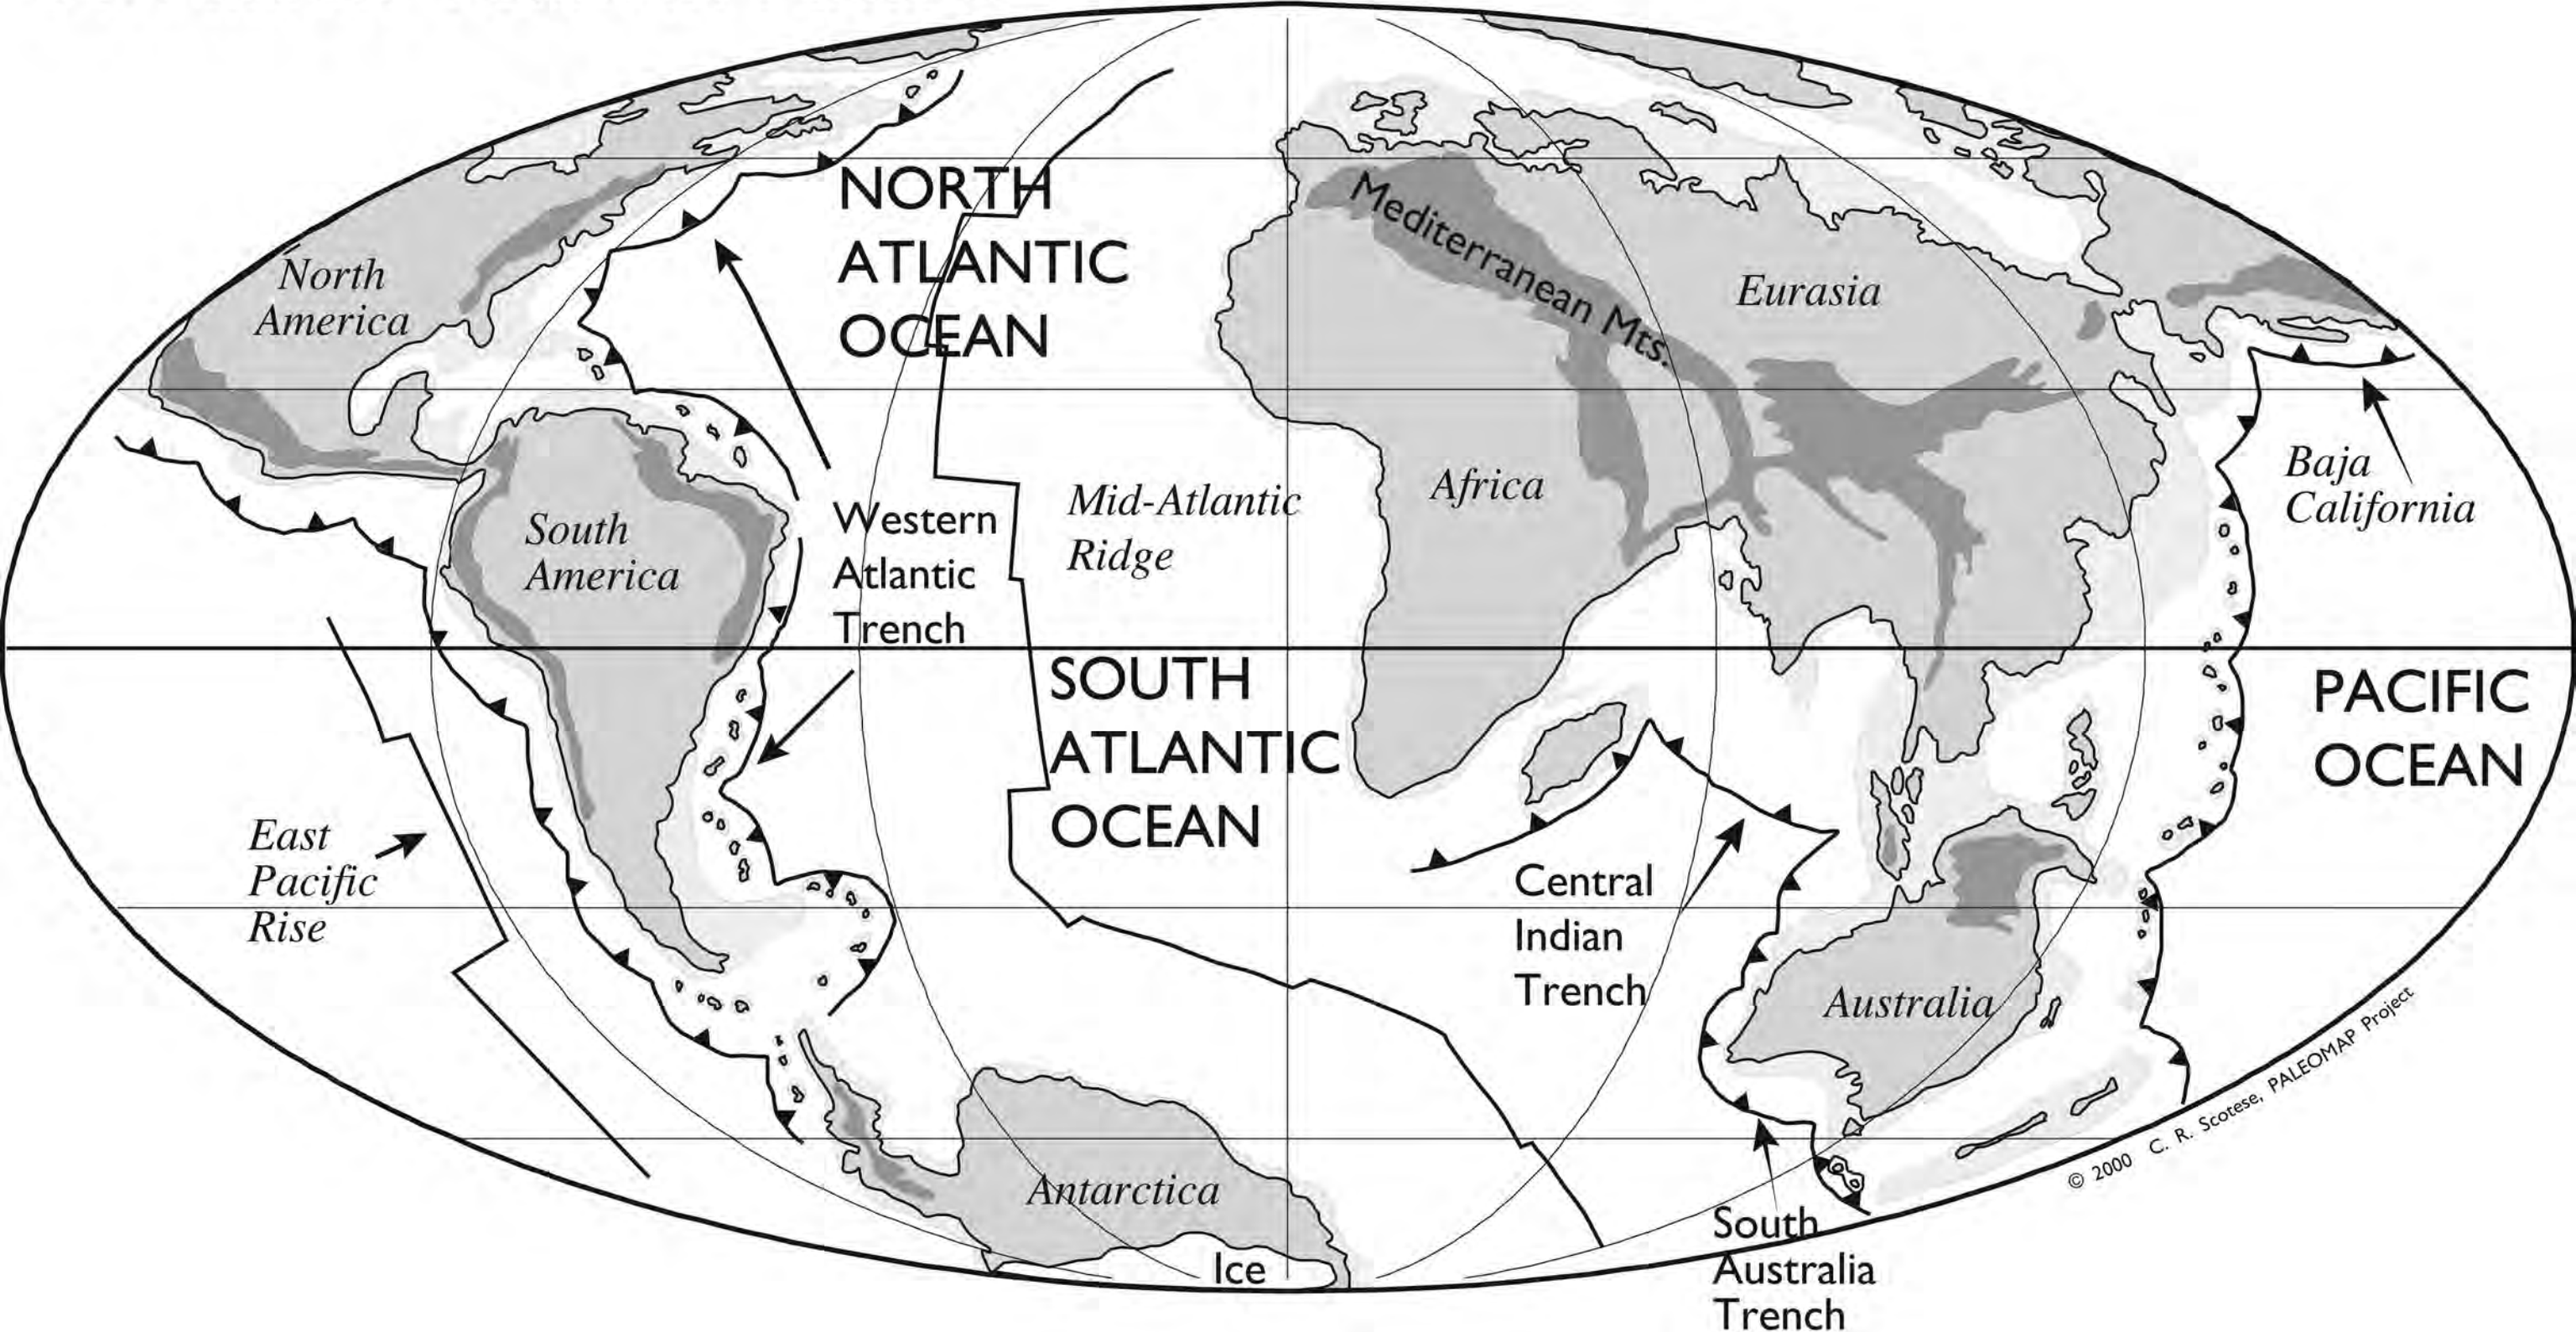 NORTH
ATLANTIC
OCEAN
North
America
Mediterranean Mts.
Eurasia
Baja
California
Africa
Mid-Atlantic
Ridge
Western
Atlantic
Trench
South
America
SOUTH
ATLANTIC
OCEAN
PACIFIC
OCEAN
East
Pacific
Rise
Central
Indian
Trench
Australia
Antarctica
Ice
South
Australia
Trench
© 2000 C. R. Scotese, PALEOMAP Project